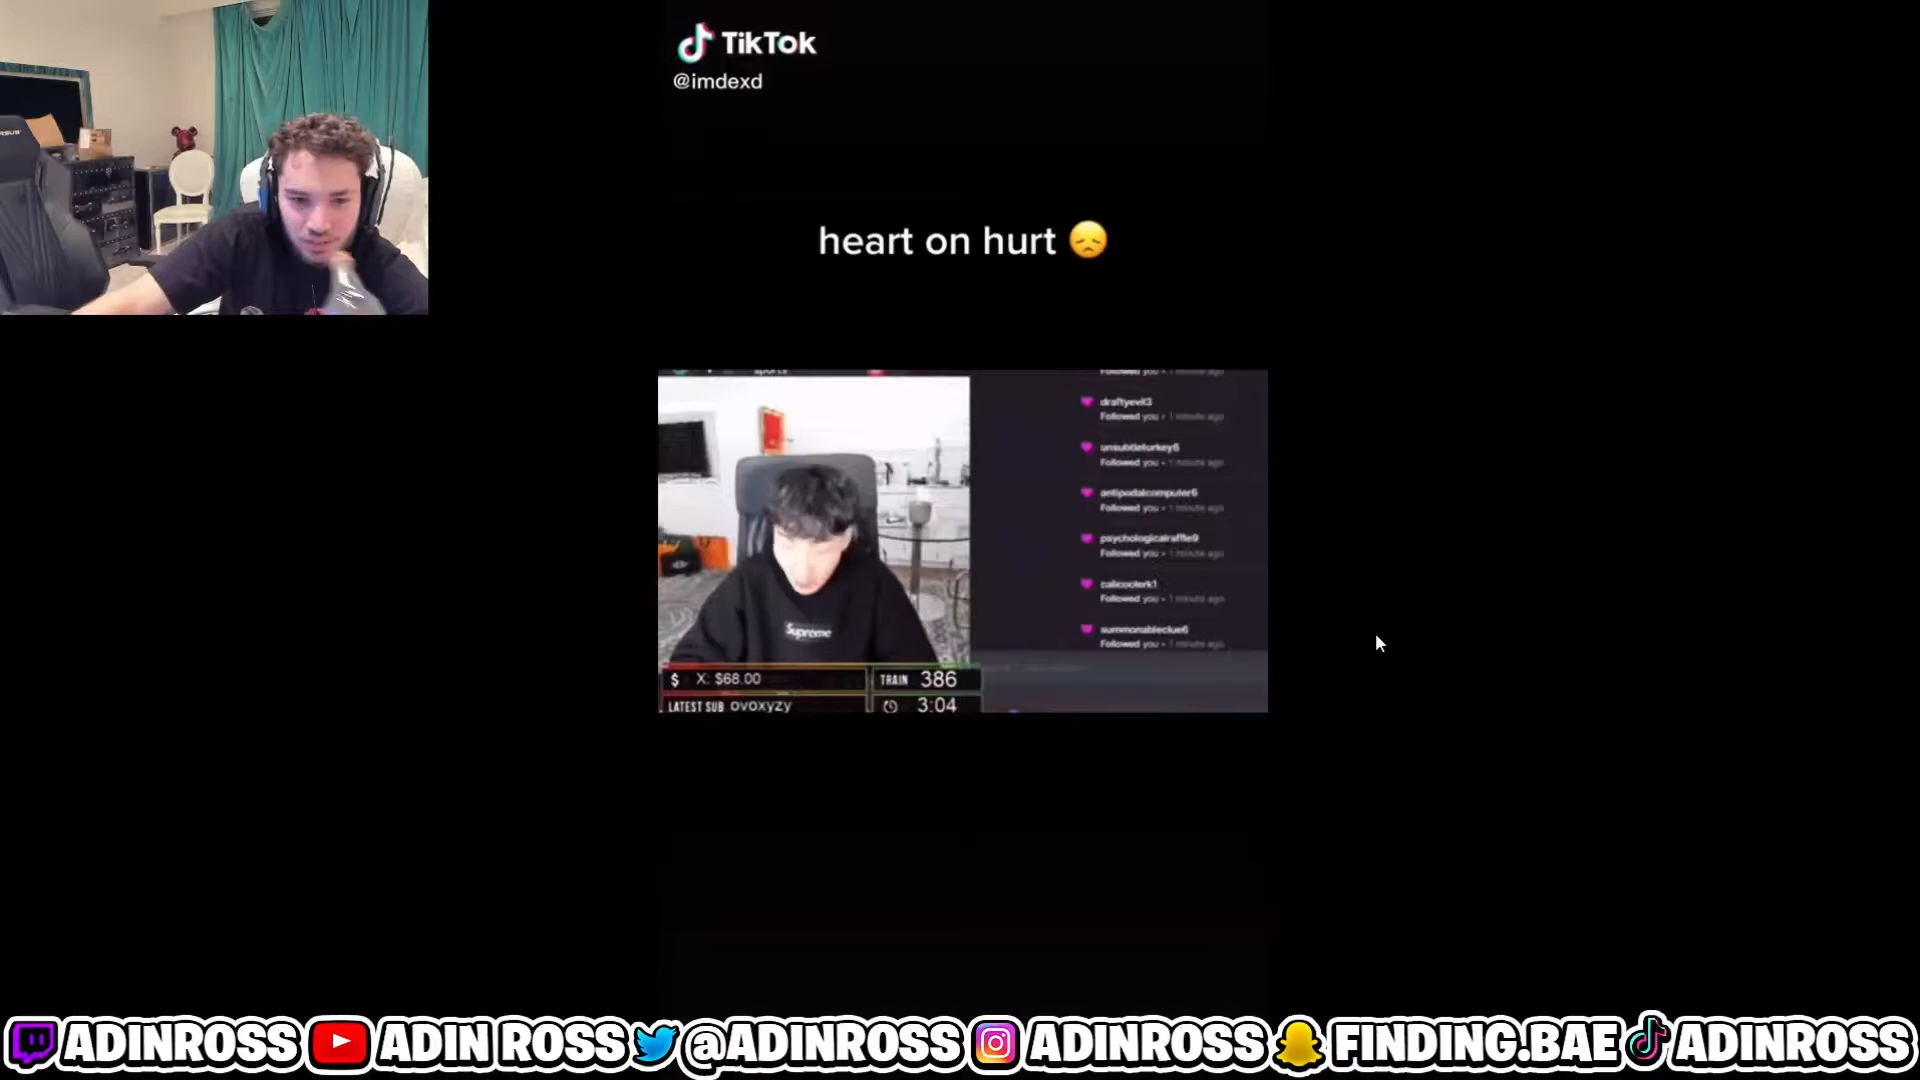 TikTok
@imdexd
heart on hurt 😞
draftyevil3
Followed you • 1 minute ago
unsubtleturkey6
Followed you • 1 minute ago
antipodalcomputer6
Followed you • 1 minute ago
psychologicalraffle9
Followed you • 1 minute ago
calicoclerk1
Followed you • 1 minute ago
summonableclue6
Followed you • 1 minute ago
Supreme
$ X: $68.00
TRAIN 386
LATEST SUB ovoxyzy
3:04
ADINROSS ADIN ROSS @ADINROSS ADINROSS FINDING.BAE ADINROSS